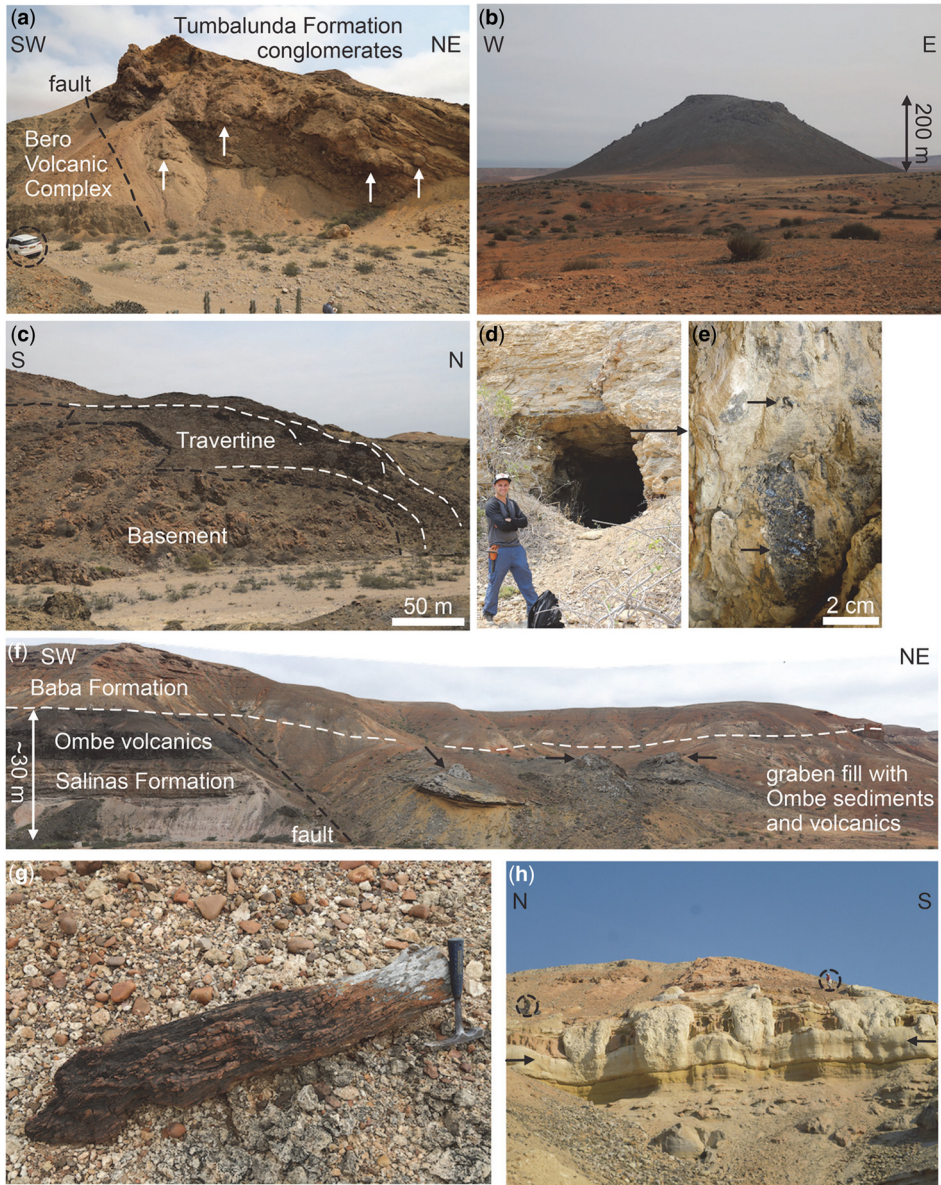 (a)
SW
Tumbalunda Formation
conglomerates
NE
fault
Bero
Volcanic
Complex
(b)
W
E
200 m
(c)
S
N
Travertine
Basement
50 m
(d)
(e)
2 cm
(f)
SW
NE
Baba Formation
Ombe volcanics
Salinas Formation
~30 m
fault
graben fill with
Ombe sediments
and volcanics
(g)
(h)
N
S